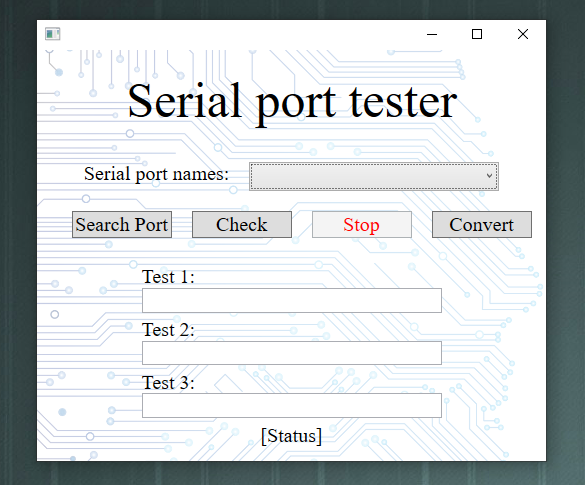 Serial port tester
Serial port names:
Search Port Check Stop Convert
Test 1:
Test 2:
Test 3:
[Status]